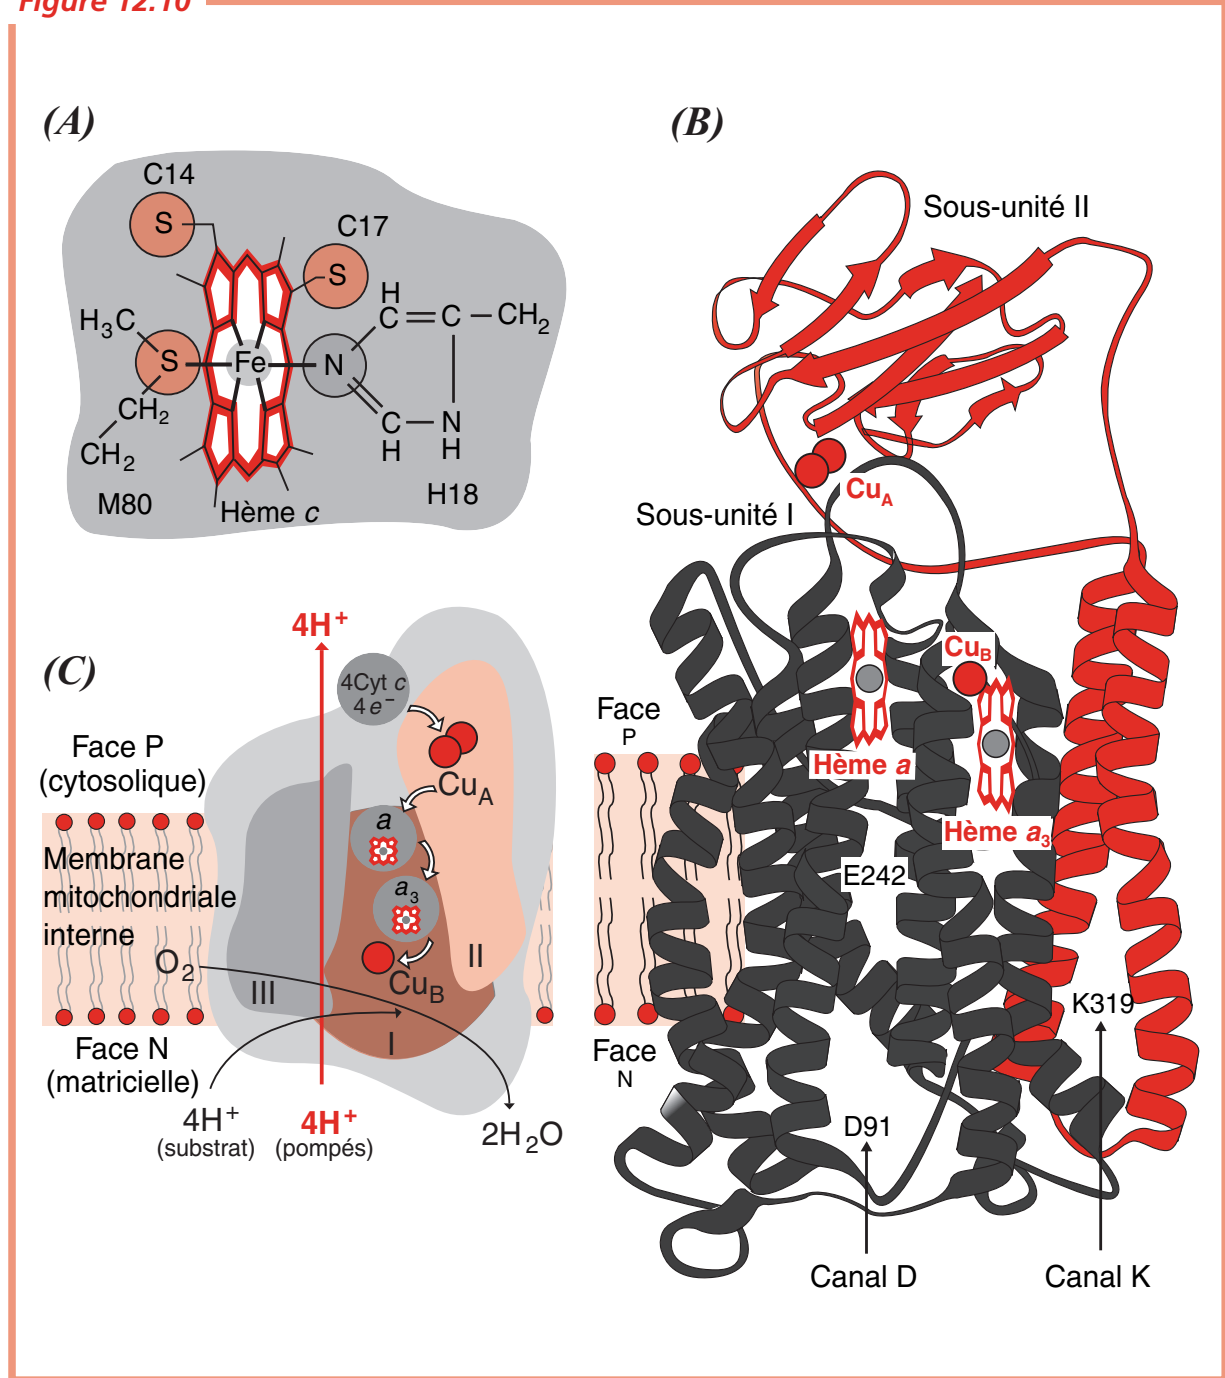 Figure 12.10
(A)
C14
S
C17
S
H₃C
S
Fe
N
H
C
C
CH₂
CH₂
CH₂
C
H
N
H
M80
Hème c
H18
(B)
Sous-unité II
CuA
Sous-unité I
CuB
Face
P
Hème a
Hème a₃
E242
K319
Face
N
D91
Canal D
Canal K
(C)
4H⁺
4Cyt c
4e⁻
Face P
(cytosolique)
CuA
a
Membrane
mitochondriale
interne
a₃
O₂
II
CuB
III
I
Face N
(matricielle)
4H⁺
(substrat)
4H⁺
(pompés)
2H₂O